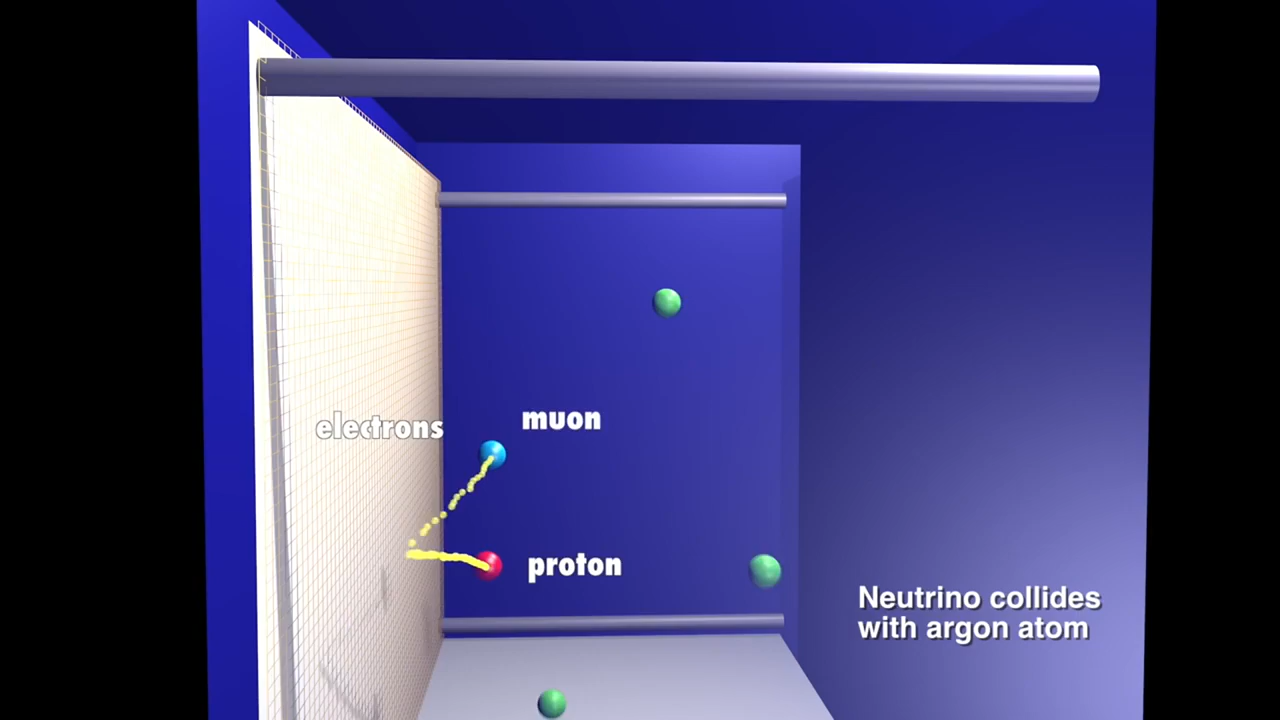 electrons
muon
proton
Neutrino collides
with argon atom